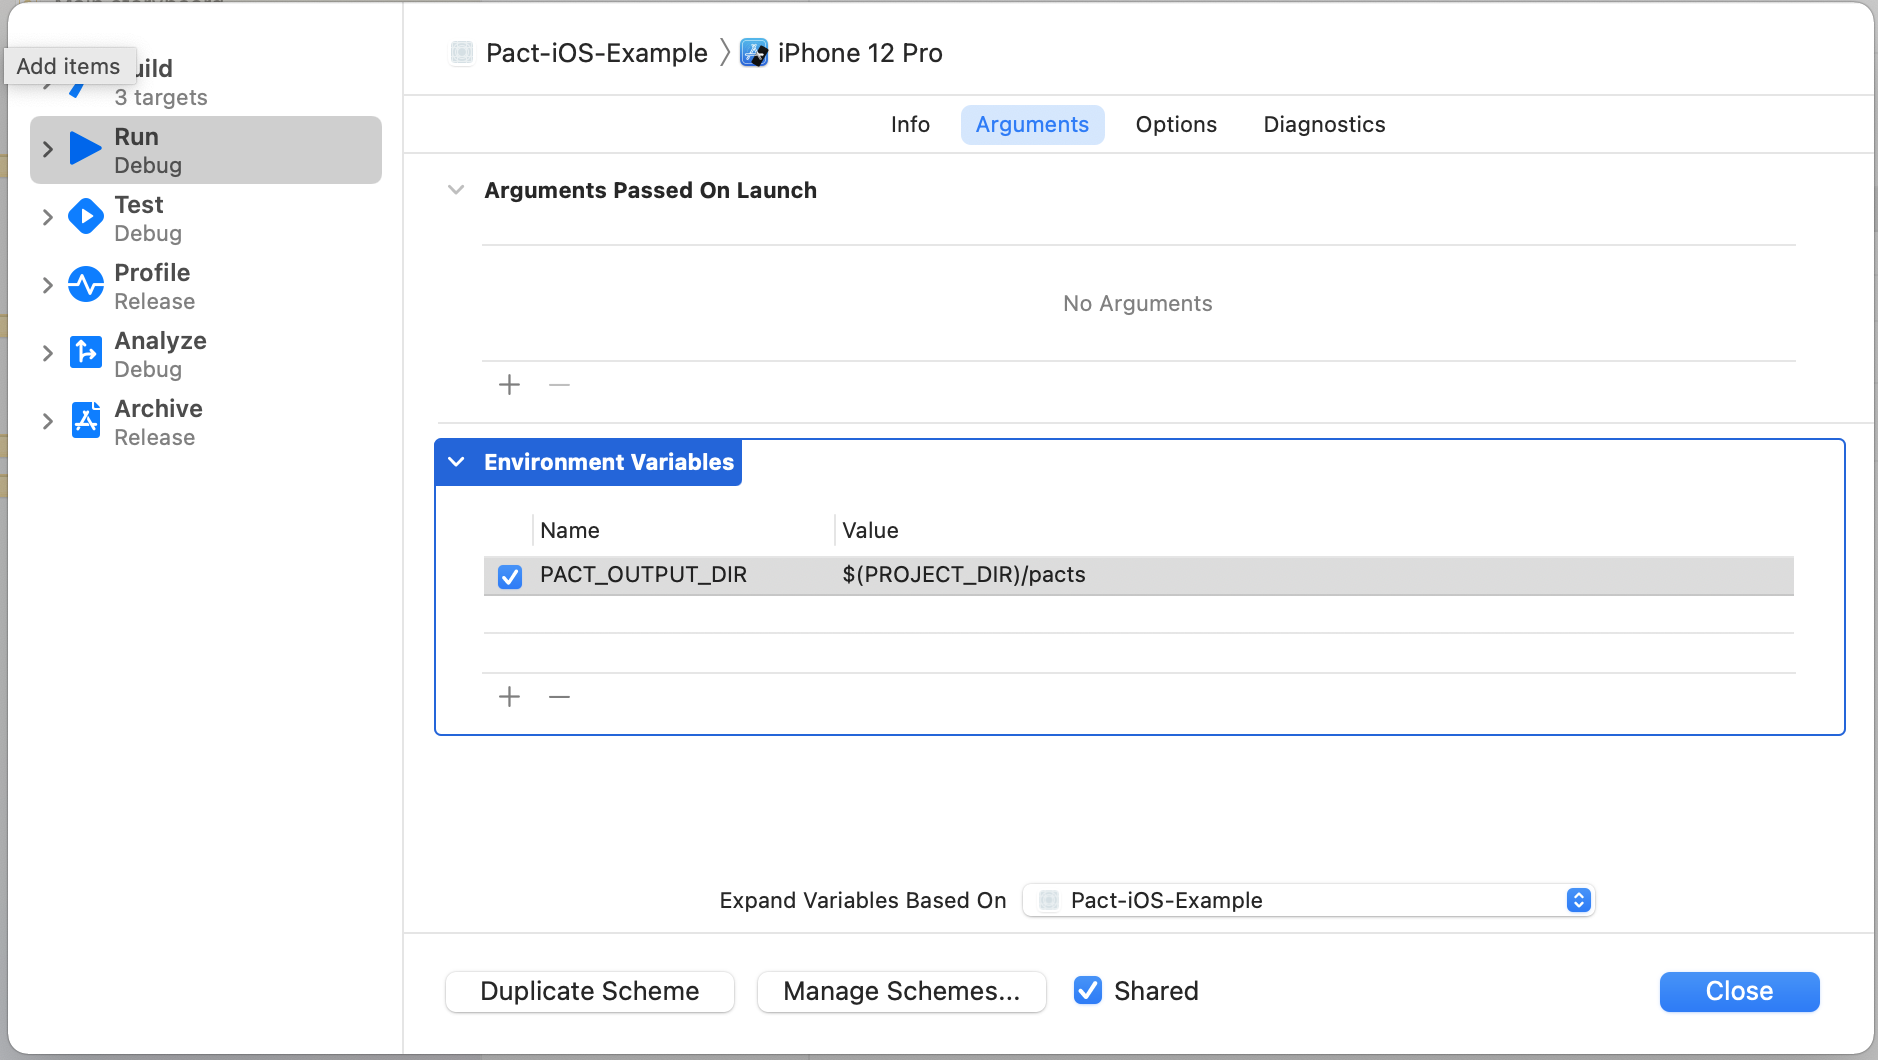 Add items
uild
3 targets
Run
Debug
Test
Debug
Profile
Release
Analyze
Debug
Archive
Release
Pact-iOS-Example
iPhone 12 Pro
Info
Arguments
Options
Diagnostics
Arguments Passed On Launch
No Arguments
Environment Variables
Name
Value
PACT_OUTPUT_DIR
$(PROJECT_DIR)/pacts
Expand Variables Based On
Pact-iOS-Example
Duplicate Scheme
Manage Schemes...
Shared
Close